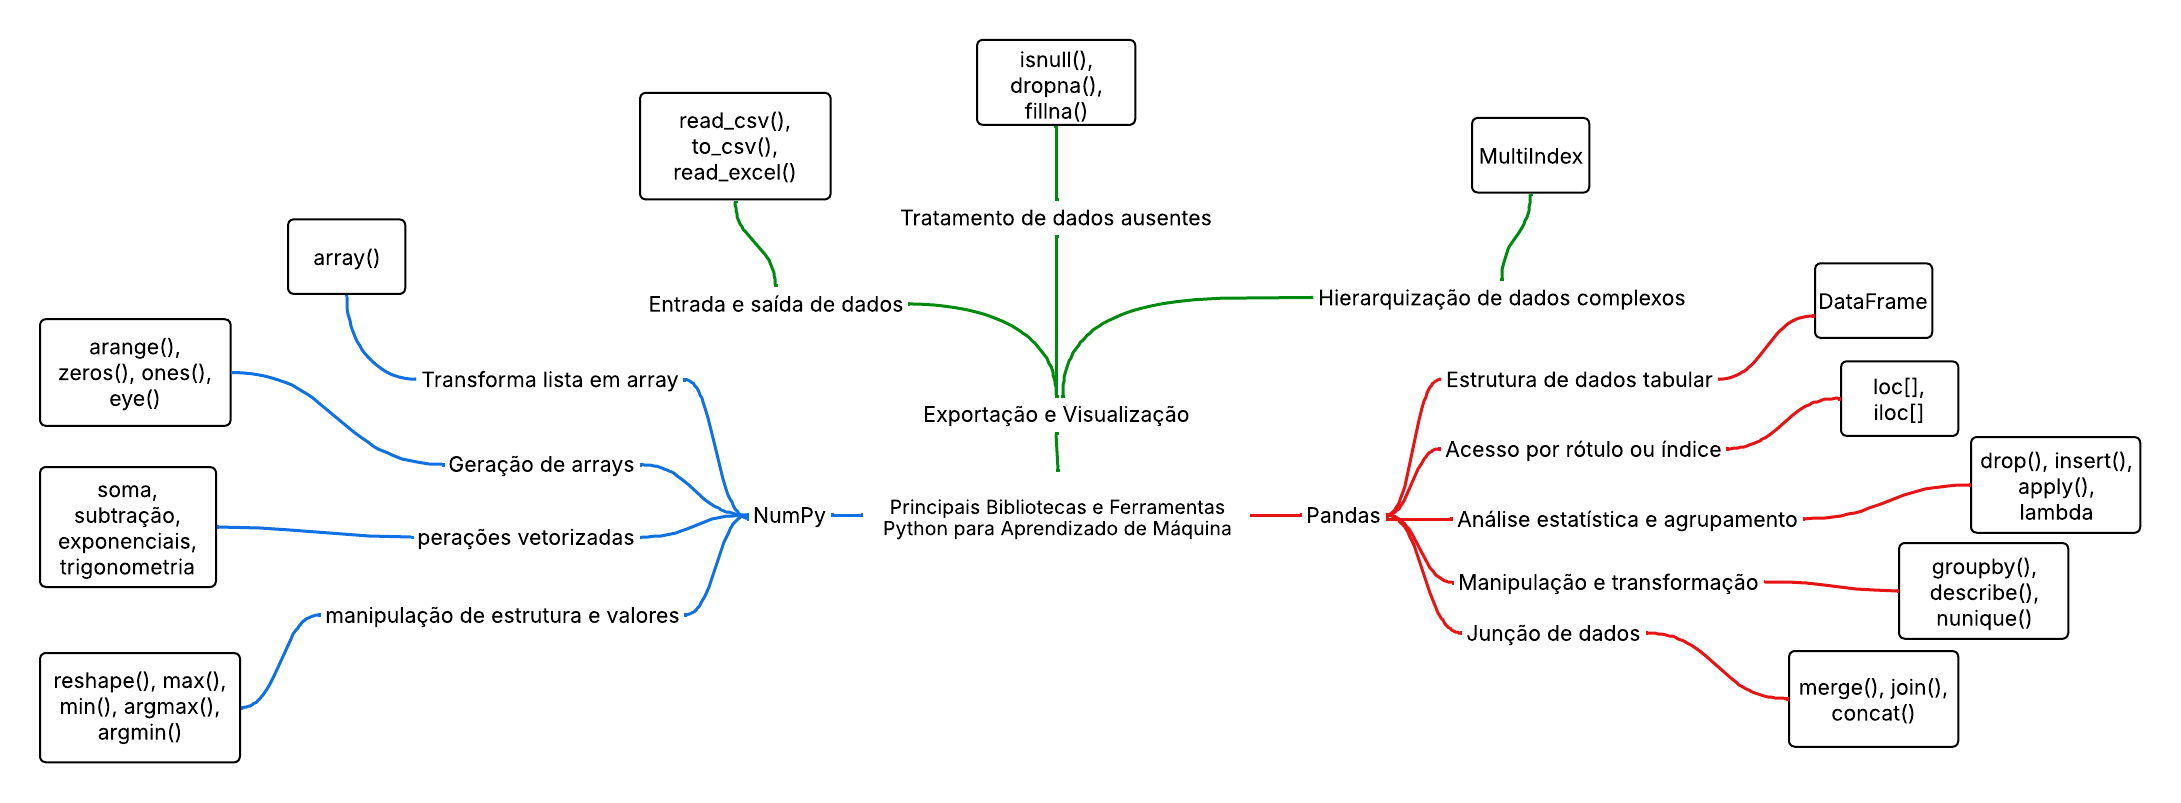 isnull(),
dropna(),
fillna()
read_csv(),
to_csv(),
read_excel()
MultiIndex
Tratamento de dados ausentes
array()
Entrada e saída de dados
Hierarquização de dados complexos
DataFrame
arange(),
zeros(), ones(),
eye()
Transforma lista em array
Estrutura de dados tabular
loc[],
iloc[]
Exportação e Visualização
Geração de arrays
Acesso por rótulo ou índice
drop(), insert(),
apply(),
lambda
soma,
subtração,
exponenciais,
trigonometria
perações vetorizadas
NumPy
Principais Bibliotecas e Ferramentas
Python para Aprendizado de Máquina
Pandas
Análise estatística e agrupamento
Manipulação e transformação
groupby(),
describe(),
nunique()
manipulação de estrutura e valores
Junção de dados
reshape(), max(),
min(), argmax(),
argmin()
merge(), join(),
concat()